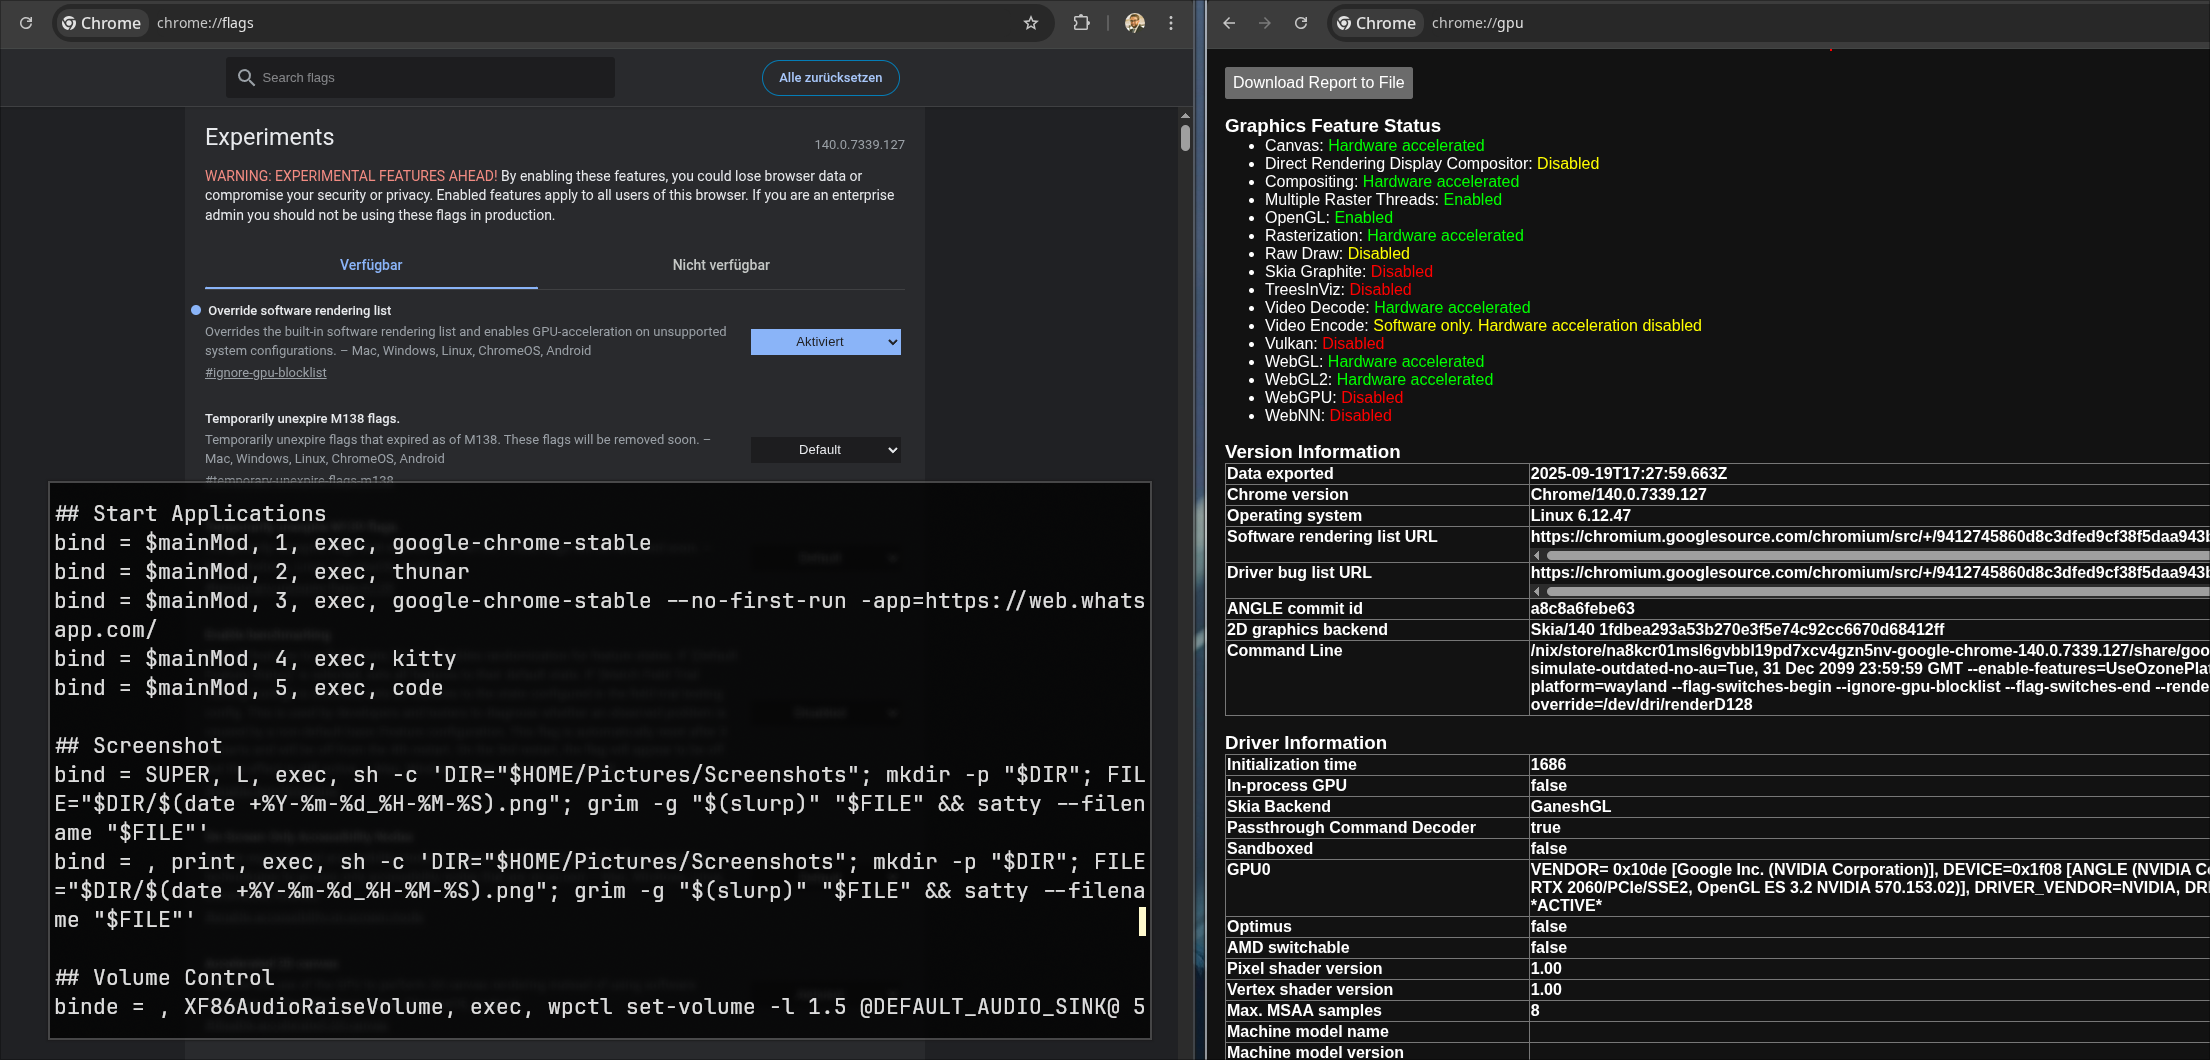 Chrome chrome://flags
Search flags
Alle zurücksetzen
Experiments
140.0.7339.127
WARNING: EXPERIMENTAL FEATURES AHEAD! By enabling these features, you could lose browser data or
compromise your security or privacy. Enabled features apply to all users of this browser. If you are an enterprise
admin you should not be using these flags in production.
Verfügbar
Nicht verfügbar
Override software rendering list
Overrides the built-in software rendering list and enables GPU-acceleration on unsupported
system configurations. – Mac, Windows, Linux, ChromeOS, Android
#ignore-gpu-blocklist
Aktiviert
Temporarily unexpire M138 flags.
Temporarily unexpire flags that expired as of M138. These flags will be removed soon. –
Mac, Windows, Linux, ChromeOS, Android
#temporary-unexpire-flags-m138
Default
## Start Applications
bind = $mainMod, 1, exec, google-chrome-stable
bind = $mainMod, 2, exec, thunar
bind = $mainMod, 3, exec, google-chrome-stable --no-first-run -app=https://web.whats
app.com/
bind = $mainMod, 4, exec, kitty
bind = $mainMod, 5, exec, code
## Screenshot
bind = SUPER, L, exec, sh -c 'DIR="$HOME/Pictures/Screenshots"; mkdir -p "$DIR"; FIL
E="$DIR/$(date +%Y-%m-%d_%H-%M-%S).png"; grim -g "$(slurp)" "$FILE" && satty --filen
ame "$FILE"'
bind = , print, exec, sh -c 'DIR="$HOME/Pictures/Screenshots"; mkdir -p "$DIR"; FILE
="$DIR/$(date +%Y-%m-%d_%H-%M-%S).png"; grim -g "$(slurp)" "$FILE" && satty --filena
me "$FILE"'
## Volume Control
binde = , XF86AudioRaiseVolume, exec, wpctl set-volume -l 1.5 @DEFAULT_AUDIO_SINK@ 5
Chrome chrome://gpu
Download Report to File
Graphics Feature Status
Canvas: Hardware accelerated
Direct Rendering Display Compositor: Disabled
Compositing: Hardware accelerated
Multiple Raster Threads: Enabled
OpenGL: Enabled
Rasterization: Hardware accelerated
Raw Draw: Disabled
Skia Graphite: Disabled
TreesInViz: Disabled
Video Decode: Hardware accelerated
Video Encode: Software only. Hardware acceleration disabled
Vulkan: Disabled
WebGL: Hardware accelerated
WebGL2: Hardware accelerated
WebGPU: Disabled
WebNN: Disabled
Version Information
Data exported 2025-09-19T17:27:59.663Z
Chrome version Chrome/140.0.7339.127
Operating system Linux 6.12.47
Software rendering list URL https://chromium.googlesource.com/chromium/src/+/9412745860d8c3dfed9cf38f5daa943b
Driver bug list URL https://chromium.googlesource.com/chromium/src/+/9412745860d8c3dfed9cf38f5daa943b
ANGLE commit id a8c8a6febe63
2D graphics backend Skia/140 1fdbea293a53b270e3f5e74c92cc6670d68412ff
Command Line /nix/store/na8kcr01msl6gvbbl19pd7xcv4gzn5nv-google-chrome-140.0.7339.127/share/goo
simulate-outdated-no-au=Tue, 31 Dec 2099 23:59:59 GMT --enable-features=UseOzonePlat
platform=wayland --flag-switches-begin --ignore-gpu-blocklist --flag-switches-end --rende
override=/dev/dri/renderD128
Driver Information
Initialization time 1686
In-process GPU false
Skia Backend GaneshGL
Passthrough Command Decoder true
Sandboxed false
GPU0 VENDOR= 0x10de [Google Inc. (NVIDIA Corporation)], DEVICE=0x1f08 [ANGLE (NVIDIA Co
RTX 2060/PCIe/SSE2, OpenGL ES 3.2 NVIDIA 570.153.02)], DRIVER_VENDOR=NVIDIA, DRI
*ACTIVE*
Optimus false
AMD switchable false
Pixel shader version 1.00
Vertex shader version 1.00
Max. MSAA samples 8
Machine model name
Machine model version